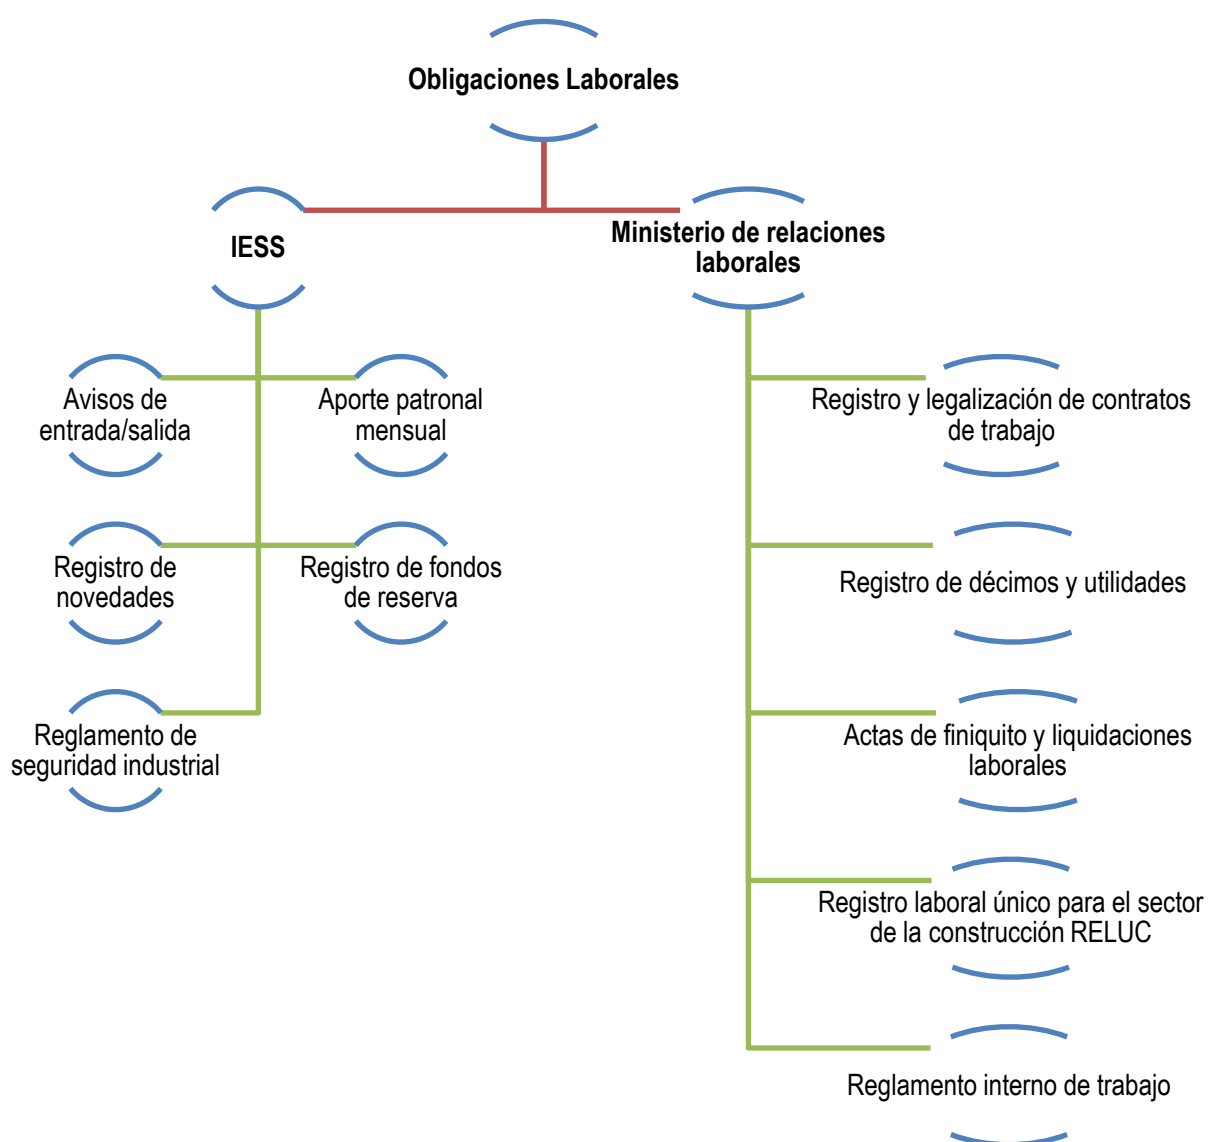 Obligaciones Laborales
IESS
Ministerio de relaciones
laborales
Avisos de
entrada/salida
Aporte patronal
mensual
Registro de
novedades
Registro de fondos
de reserva
Reglamento de
seguridad industrial
Registro y legalización de contratos
de trabajo
Registro de décimos y utilidades
Actas de finiquito y liquidaciones
laborales
Registro laboral único para el sector
de la construcción RELUC
Reglamento interno de trabajo